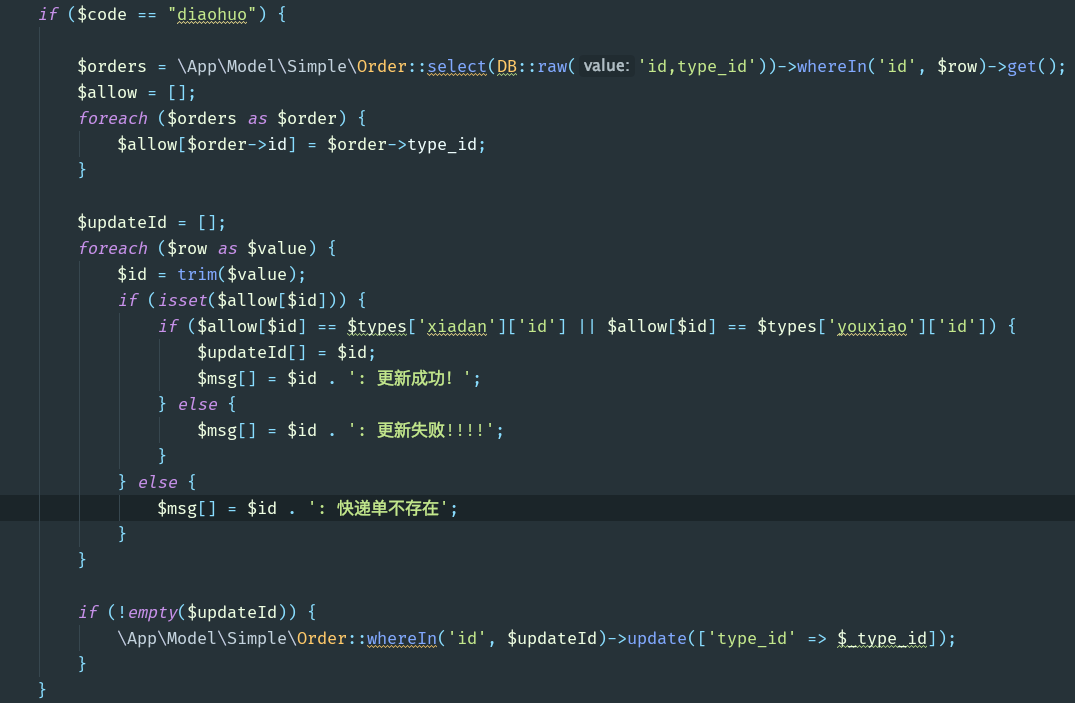 if ($code == "diaohuo") {
$orders = \App\Model\Simple\Order::select(DB::raw( value: 'id,type_id'))->whereIn('id', $row)->get();
$allow = [];
foreach ($orders as $order) {
$allow[$order->id] = $order->type_id;
}
$updateId = [];
foreach ($row as $value) {
$id = trim($value);
if (isset($allow[$id])) {
if ($allow[$id] == $types['xiadan']['id'] || $allow[$id] == $types['youxiao']['id']) {
$updateId[] = $id;
$msg[] = $id . ': 更新成功！';
} else {
$msg[] = $id . ': 更新失败!!!!';
}
} else {
$msg[] = $id . ': 快递单不存在';
}
}
if (!empty($updateId)) {
\App\Model\Simple\Order::whereIn('id', $updateId)->update(['type_id' => $_type_id]);
}
}